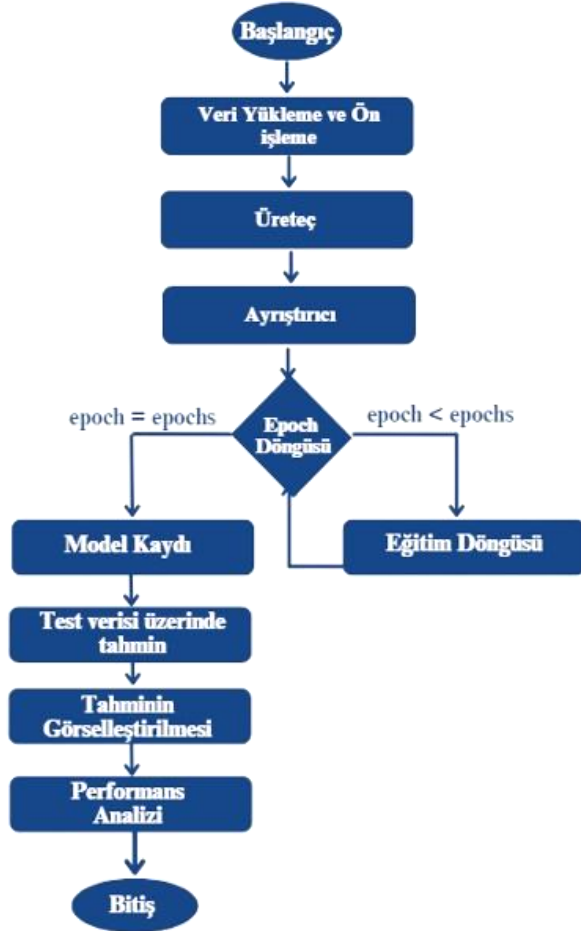 Başlangıç
Veri Yükleme ve Ön
işleme
Üreteç
Ayrıştırıcı
epoch = epochs
Epoch
Döngüsü
epoch < epochs
Model Kaydı
Eğitim Döngüsü
Test verisi üzerinde
tahmin
Tahminin
Görselleştirilmesi
Performans
Analizi
Bitiş